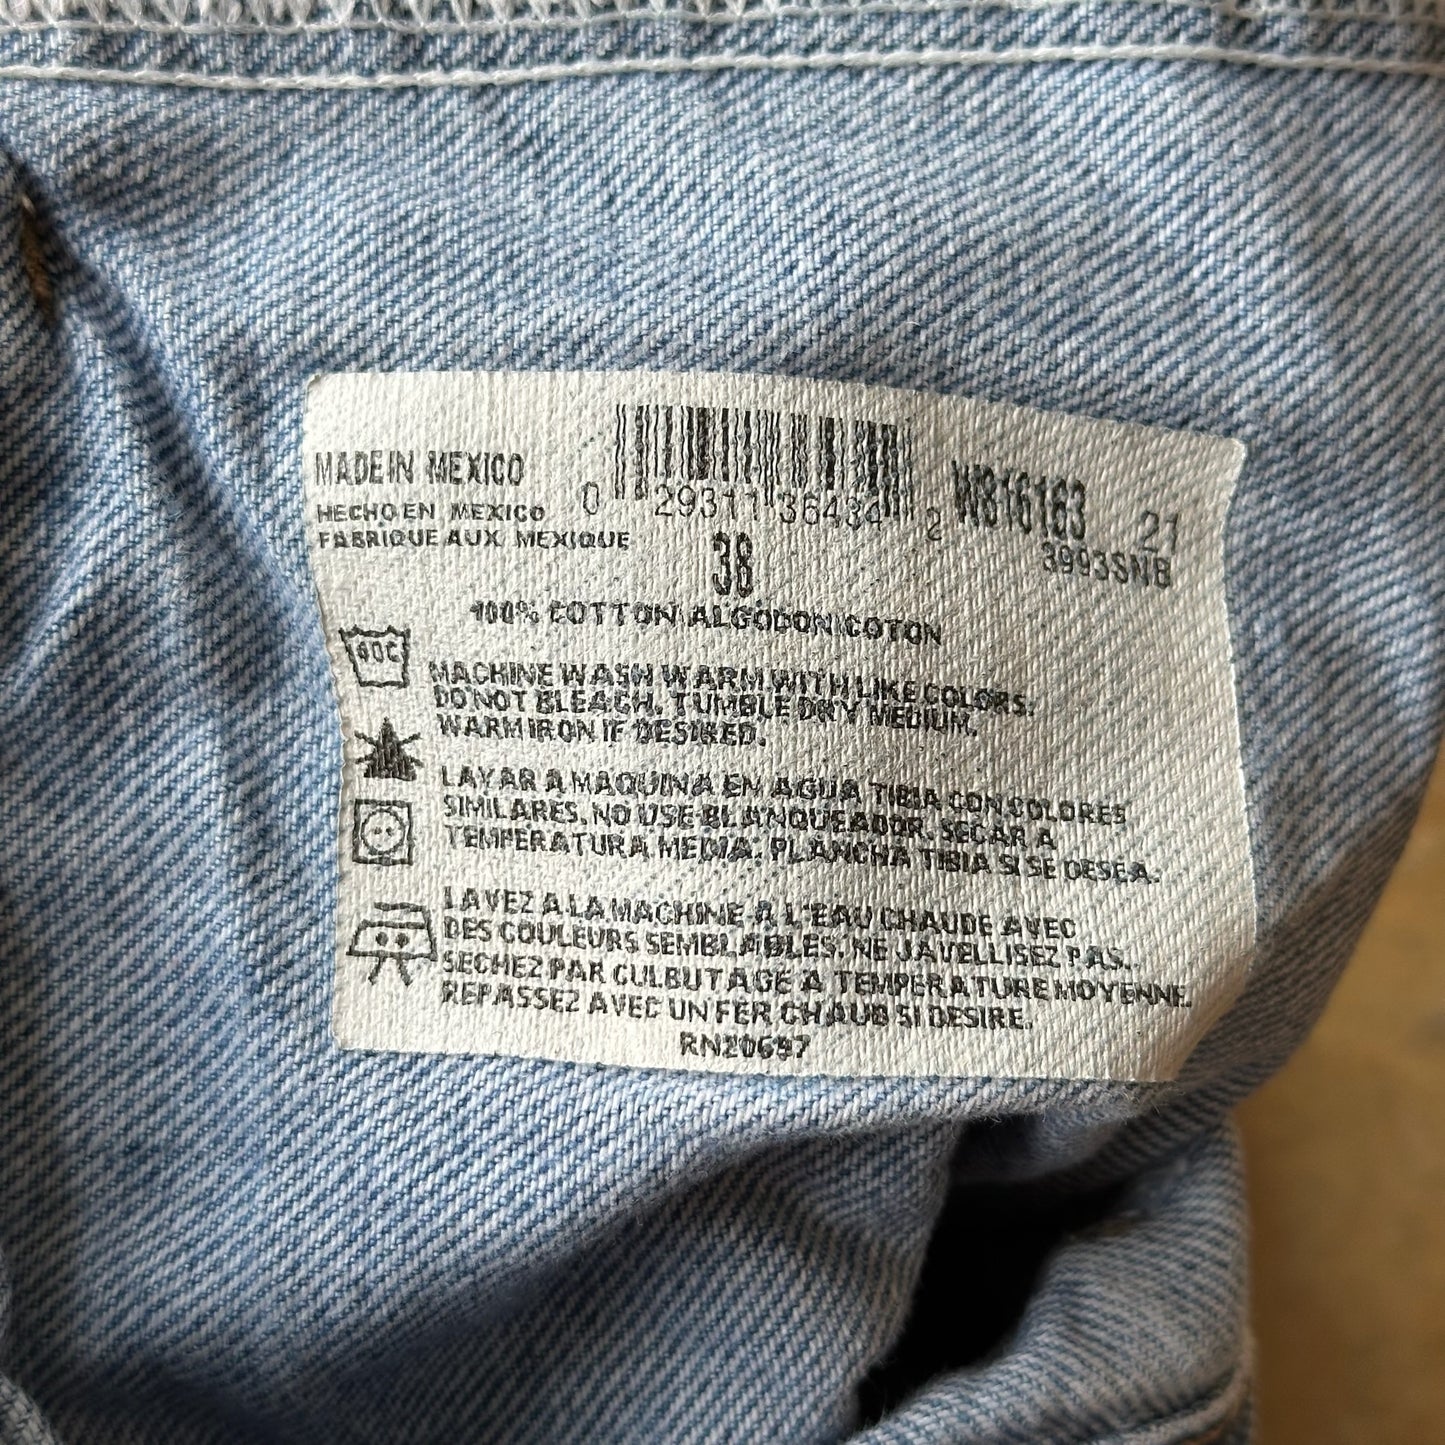 MADE IN MEXICO
HECHO EN MEXICO
FABRIQUE AUX MEXIQUE
0 29311 36434 2
W816163 21
3993SNB
38
100% COTTON ALGODON COTON
40C
MACHINE WASH WARM WITH LIKE COLORS.
DO NOT BLEACH. TUMBLE DRY MEDIUM.
WARM IRON IF DESIRED.
LAVAR A MAQUINA EN AGUA TIBIA CON COLORES
SIMILARES. NO USE BLANQUEADOR. SECAR A
TEMPERATURA MEDIA. PLANCHA TIBIA SI SE DESEA.
LAVEZ A LA MACHINE A L'EAU CHAUDE AVEC
DES COULEURS SEMBLABLES. NE JAVELLISEZ PAS.
SECHEZ PAR CULBUTAGE A TEMPERATURE MOYENNE.
REPASSEZ AVEC UN FER CHAUD SI DESIRE.
RN20697